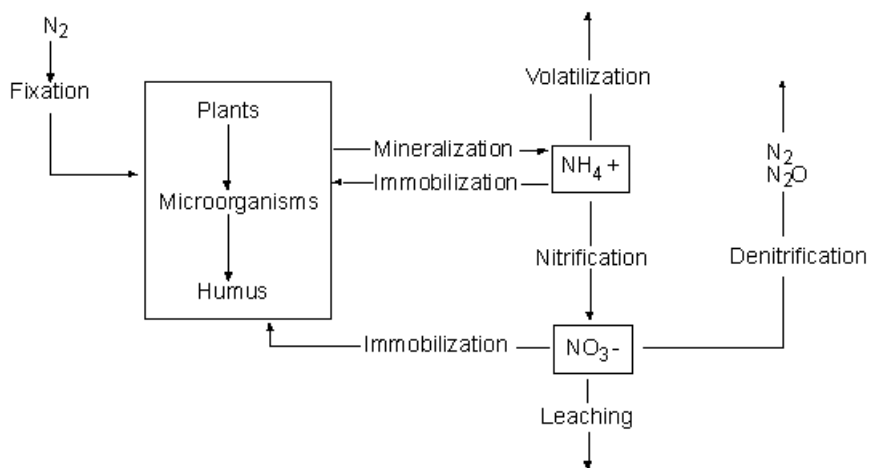 N₂
Fixation
Plants
Microorganisms
Humus
Mineralization
Immobilization
Volatilization
NH₄ +
Nitrification
N₂
N₂O
Denitrification
Immobilization
NO₃-
Leaching